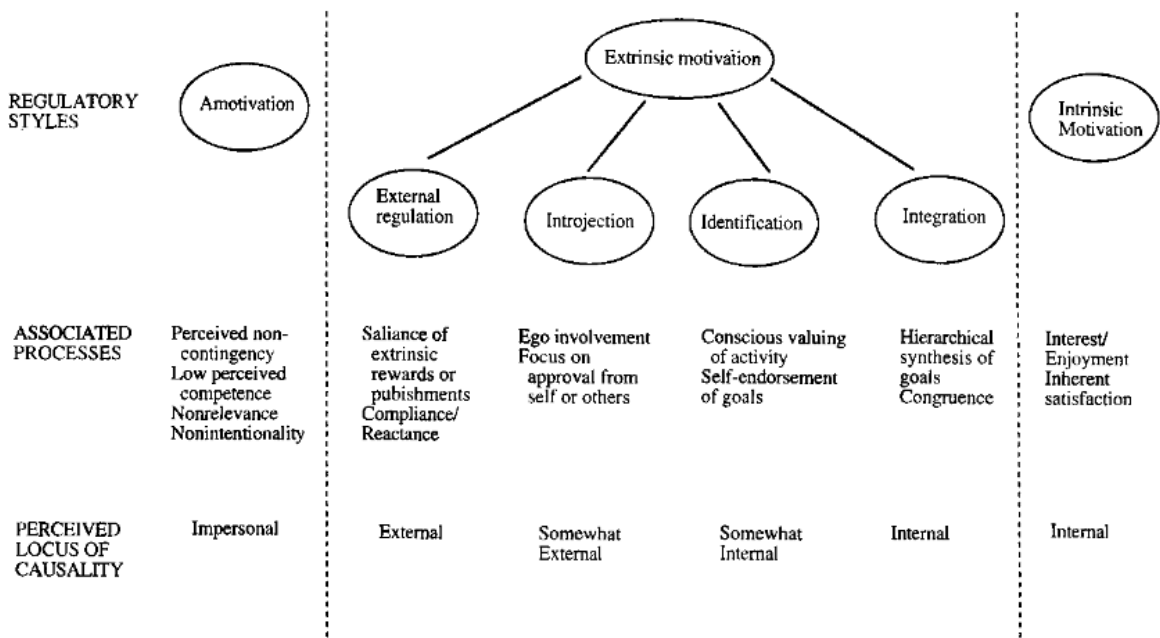 Extrinsic motivation
REGULATORY
STYLES
Amotivation
Intrinsic
Motivation
External
regulation
Introjection
Identification
Integration
ASSOCIATED
PROCESSES
Perceived non-
contingency
Low perceived
competence
Nonrelevance
Nonintentionality
Saliance of
extrinsic
rewards or
pubishments
Compliance/
Reactance
Ego involvement
Focus on
approval from
self or others
Conscious valuing
of activity
Self-endorsement
of goals
Hierarchical
synthesis of
goals
Congruence
Interest/
Enjoyment
Inherent
satisfaction
PERCEIVED
LOCUS OF
CAUSALITY
Impersonal
External
Somewhat
External
Somewhat
Internal
Internal
Internal